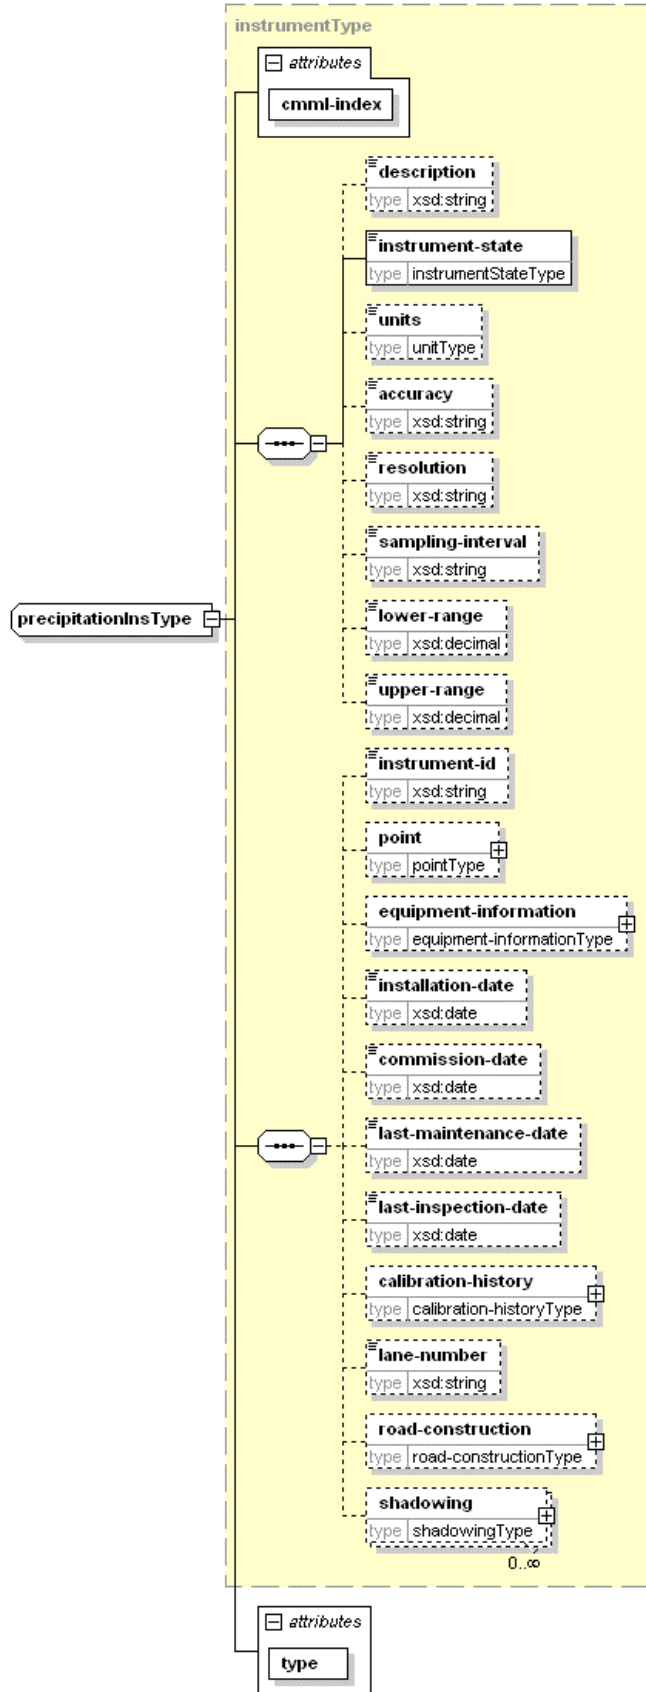 instrumentType
attributes
cmml-index
description
type xsd:string
instrument-state
type instrumentStateType
units
type unitType
accuracy
type xsd:string
resolution
type xsd:string
sampling-interval
type xsd:string
precipitationInsType
lower-range
type xsd:decimal
upper-range
type xsd:decimal
instrument-id
type xsd:string
point
type pointType
equipment-information
type equipment-informationType
installation-date
type xsd:date
commission-date
type xsd:date
last-maintenance-date
type xsd:date
last-inspection-date
type xsd:date
calibration-history
type calibration-historyType
lane-number
type xsd:string
road-construction
type road-constructionType
shadowing
type shadowingType
0..∞
attributes
type